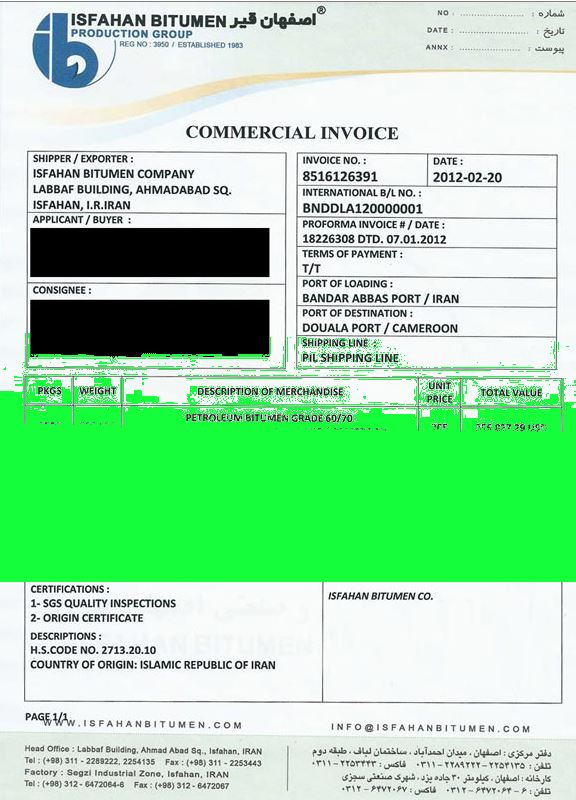 ISFAHAN BITUMEN اصفهان قیر®
PRODUCTION GROUP
REG NO : 3950 / ESTABLISHED 1983
NO : شماره :
DATE : تاریخ :
ANNX : پیوست :
COMMERCIAL INVOICE
SHIPPER / EXPORTER :
ISFAHAN BITUMEN COMPANY
LABBAF BUILDING, AHMADABAD SQ.
ISFAHAN, I.R.IRAN
APPLICANT / BUYER :
CONSIGNEE :
INVOICE NO. :
8516126391
DATE :
2012-02-20
INTERNATIONAL B/L NO. :
BNDDLA120000001
PROFORMA INVOICE # / DATE :
18226308 DTD. 07.01.2012
TERMS OF PAYMENT :
T/T
PORT OF LOADING :
BANDAR ABBAS PORT / IRAN
PORT OF DESTINATION :
DOUALA PORT / CAMEROON
SHIPPING LINE :
PIL SHIPPING LINE
PKGS WEIGHT DESCRIPTION OF MERCHANDISE UNIT PRICE TOTAL VALUE
PETROLEUM BITUMEN GRADE 60/70
CERTIFICATIONS :
1- SGS QUALITY INSPECTIONS
2- ORIGIN CERTIFICATE
DESCRIPTIONS :
H.S.CODE NO. 2713.20.10
COUNTRY OF ORIGIN: ISLAMIC REPUBLIC OF IRAN
ISFAHAN BITUMEN CO.
PAGE 1/1
WWW.ISFAHANBITUMEN.COM
INFO@ISFAHANBITUMEN.COM
Head Office : Labbaf Building, Ahmad Abad Sq., Isfahan, IRAN
Tel : (+98) 311 - 2289222, 2254135 Fax : (+98) 311 - 2253443
Factory : Segzi Industrial Zone, Isfahan, IRAN
Tel : (+98) 312 - 6472064-6 Fax : (+98) 312 - 6472067
دفتر مرکزی : اصفهان ، میدان احمدآباد ، ساختمان لباف ، طبقه دوم
تلفن : ۲۲۵۴۱۳۵-۲۲۸۹۲۲۲-۰۳۱۱ فاکس : ۲۲۵۳۴۴۳-۰۳۱۱
کارخانه : اصفهان ، کیلومتر ۳۰ جاده یزد ، شهرک صنعتی سجزی
تلفن : ۶-۶۴۷۲۰۶۴-۰۳۱۲ فاکس : ۶۴۷۲۰۶۷-۰۳۱۲